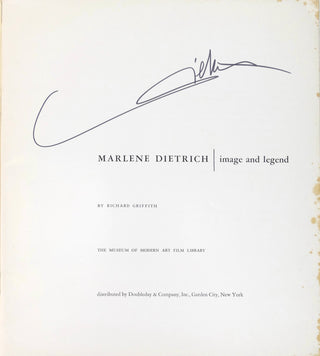 MARLENE DIETRICH | image and legend
BY RICHARD GRIFFITH
THE MUSEUM OF MODERN ART FILM LIBRARY
distributed by Doubleday & Company, Inc., Garden City, New York